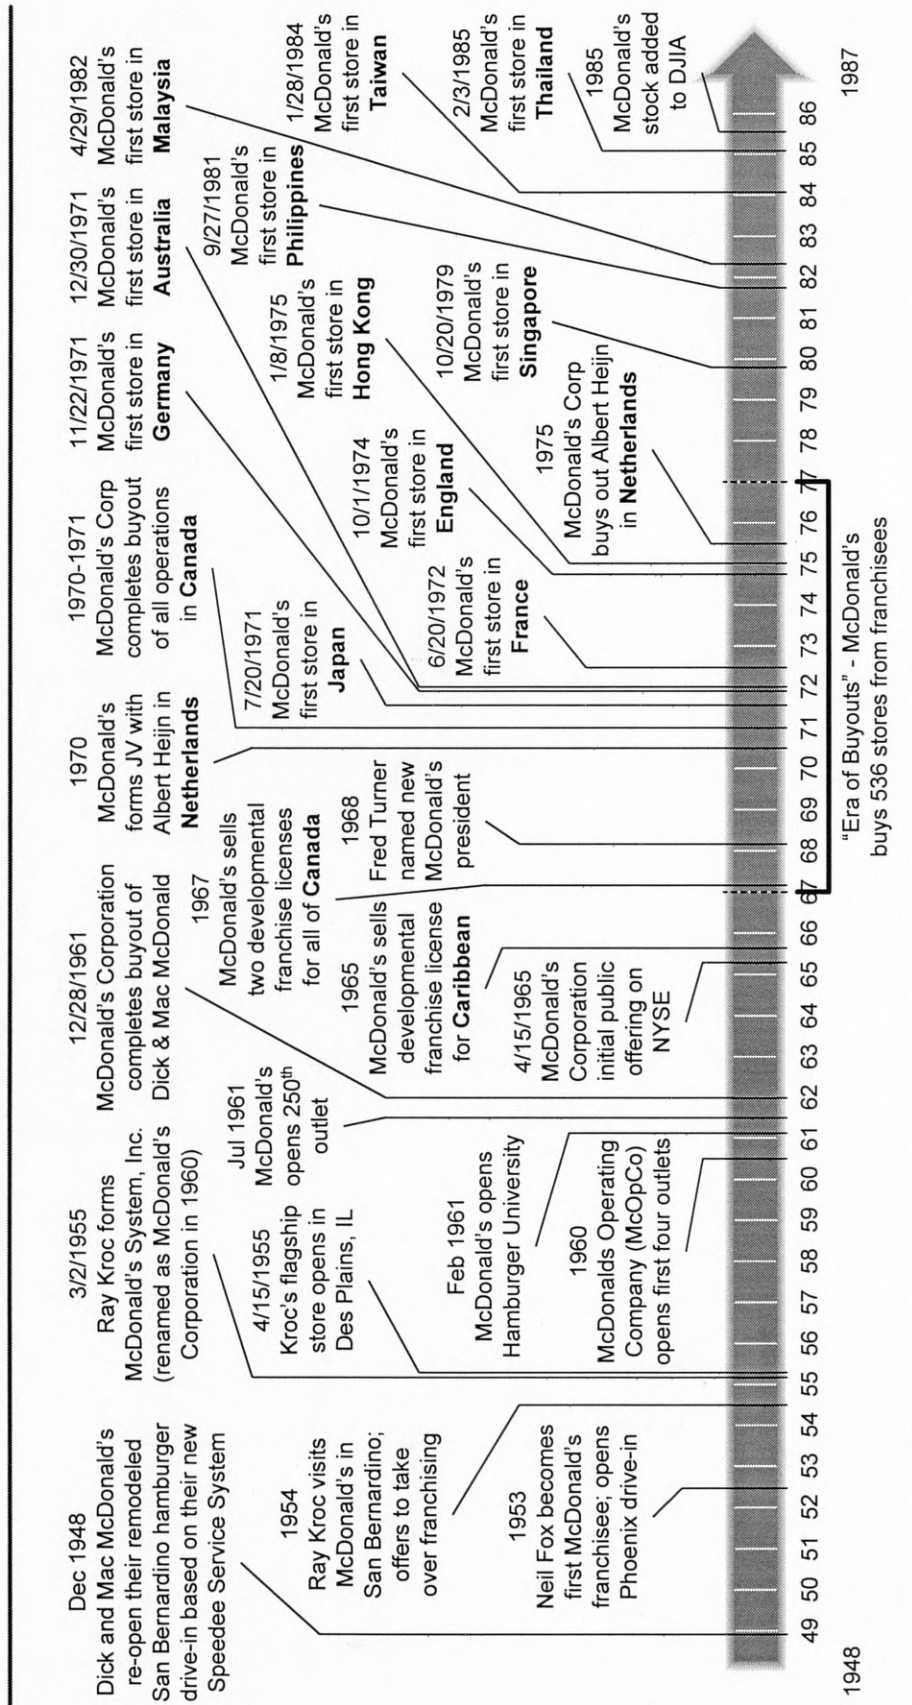 Dec 1948
Dick and Mac McDonald's
re-open their remodeled
San Bernardino hamburger
drive-in based on their new
Speedee Service System
3/2/1955
Ray Kroc forms
McDonald's System, Inc.
(renamed as McDonald's
Corporation in 1960)
12/28/1961
McDonald's Corporation
completes buyout of
Dick & Mac McDonald
1970
McDonald's
forms JV with
Albert Heijn in
Netherlands
1970-1971
McDonald's Corp
completes buyout
of all operations
in Canada
11/22/1971
McDonald's
first store in
Germany
12/30/1971
McDonald's
first store in
Australia
4/29/1982
McDonald's
first store in
Malaysia
1954
Ray Kroc visits
McDonald's in
San Bernardino;
offers to take
over franchising
4/15/1955
Kroc's flagship
store opens in
Des Plains, IL
Jul 1961
McDonald's
opens 250th
outlet
1967
McDonald's sells
two developmental
franchise licenses
for all of Canada
7/20/1971
McDonald's
first store in
Japan
1/8/1975
McDonald's
first store in
Hong Kong
9/27/1981
McDonald's
first store in
Philippines
1/28/1984
McDonald's
first store in
Taiwan
1953
Neil Fox becomes
first McDonald's
franchisee; opens
Phoenix drive-in
Feb 1961
McDonald's opens
Hamburger University
1960
McDonalds Operating
Company (McOpCo)
opens first four outlets
1965
McDonald's sells
developmental
franchise license
for Caribbean
4/15/1965
McDonald's
Corporation
initial public
offering on
NYSE
1968
Fred Turner
named new
McDonald's
president
6/20/1972
McDonald's
first store in
France
10/1/1974
McDonald's
first store in
England
1975
McDonald's Corp
buys out Albert Heijn
in Netherlands
10/20/1979
McDonald's
first store in
Singapore
2/3/1985
McDonald's
first store in
Thailand
1985
McDonald's
stock added
to DJIA
49 50 51 52 53 54 55 56 57 58 59 60 61 62 63 64 65 66 67 68 69 70 71 72 73 74 75 76 77 78 79 80 81 82 83 84 85 86
1948
"Era of Buyouts" - McDonald's
buys 536 stores from franchisees
1987